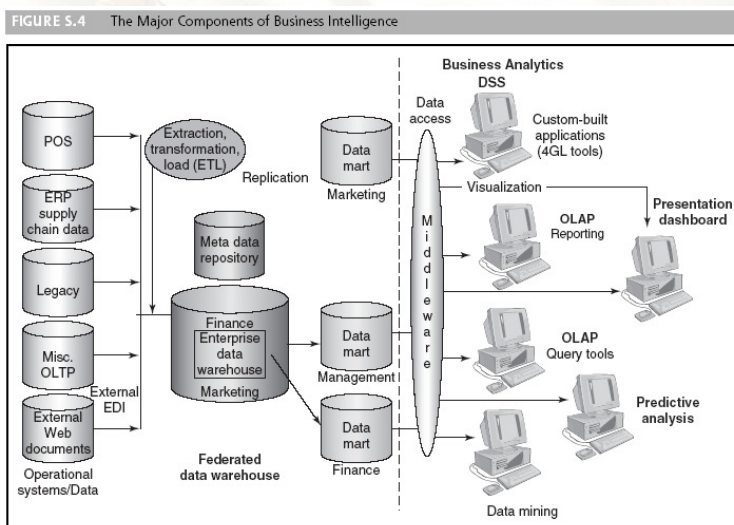 FIGURE S.4 The Major Components of Business Intelligence
POS
ERP
supply
chain data
Legacy
Misc.
OLTP
External
EDI
External
Web
documents
Operational
systems/Data
Extraction,
transformation,
load (ETL)
Replication
Meta data
repository
Finance
Enterprise
data
warehouse
Marketing
Federated
data warehouse
Data
mart
Marketing
Data
mart
Management
Data
mart
Finance
Data
access
Middleware
Business Analytics
DSS
Custom-built
applications
(4GL tools)
Visualization
OLAP
Reporting
Presentation
dashboard
OLAP
Query tools
Predictive
analysis
Data mining